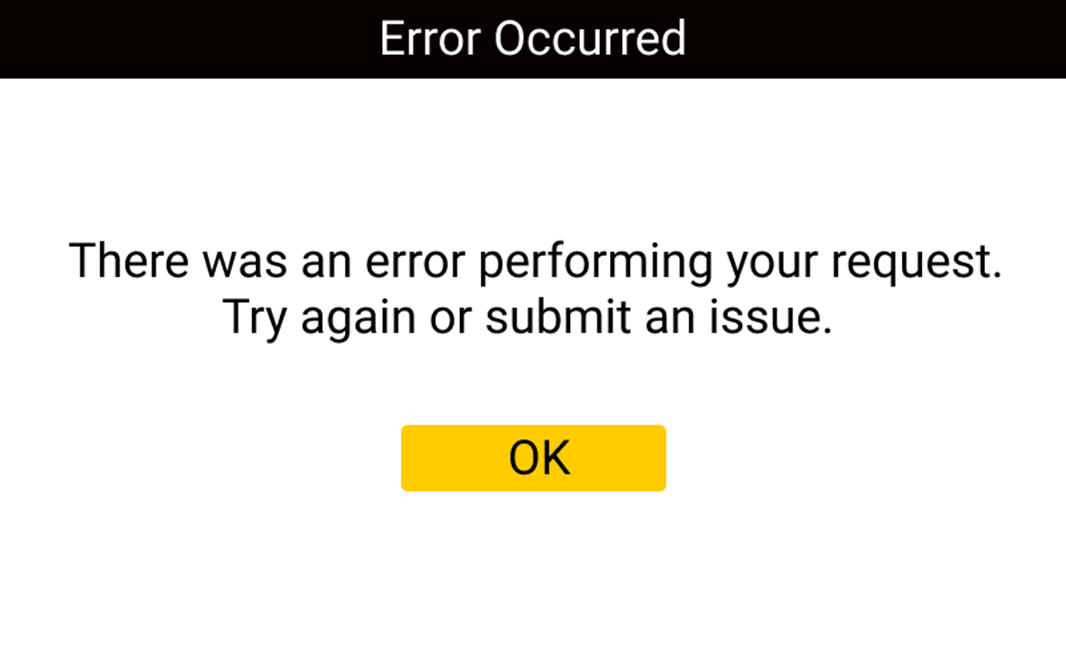 Error Occurred
There was an error performing your request.
Try again or submit an issue.
OK